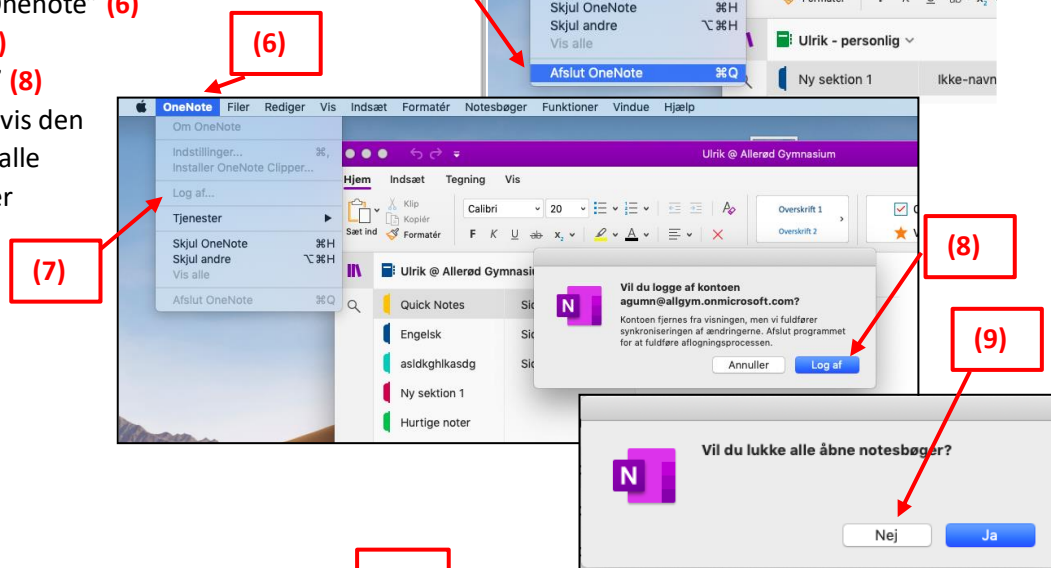 Onenote" (6)
(8)
vis den
alle
(6)
(7)
(8)
(9)
Skjul OneNote ⌘H
Skjul andre ⌥⌘H
Vis alle
Afslut OneNote ⌘Q
Ulrik - personlig
Ny sektion 1 Ikke-navn
OneNote Filer Rediger Vis Indsæt Formatér Notesbøger Funktioner Vindue Hjælp
Om OneNote
Indstillinger... ⌘,
Installer OneNote Clipper...
Log af...
Tjenester
Skjul OneNote ⌘H
Skjul andre ⌥⌘H
Vis alle
Afslut OneNote ⌘Q
Ulrik @ Allerød Gymnasium
Hjem Indsæt Tegning Vis
Sæt ind
Klip
Kopiér
Formatér
Calibri 20
F K U ab x₂ A
Overskrift 1
Overskrift 2
Ulrik @ Allerød Gymnasiu
Quick Notes
Engelsk
asldkghlkasdg
Ny sektion 1
Hurtige noter
Vil du logge af kontoen
agumn@allgym.onmicrosoft.com?
Kontoen fjernes fra visningen, men vi fuldfører
synkroniseringen af ændringerne. Afslut programmet
for at fuldføre aflogningsprocessen.
Annuller Log af
Vil du lukke alle åbne notesbøger?
Nej Ja